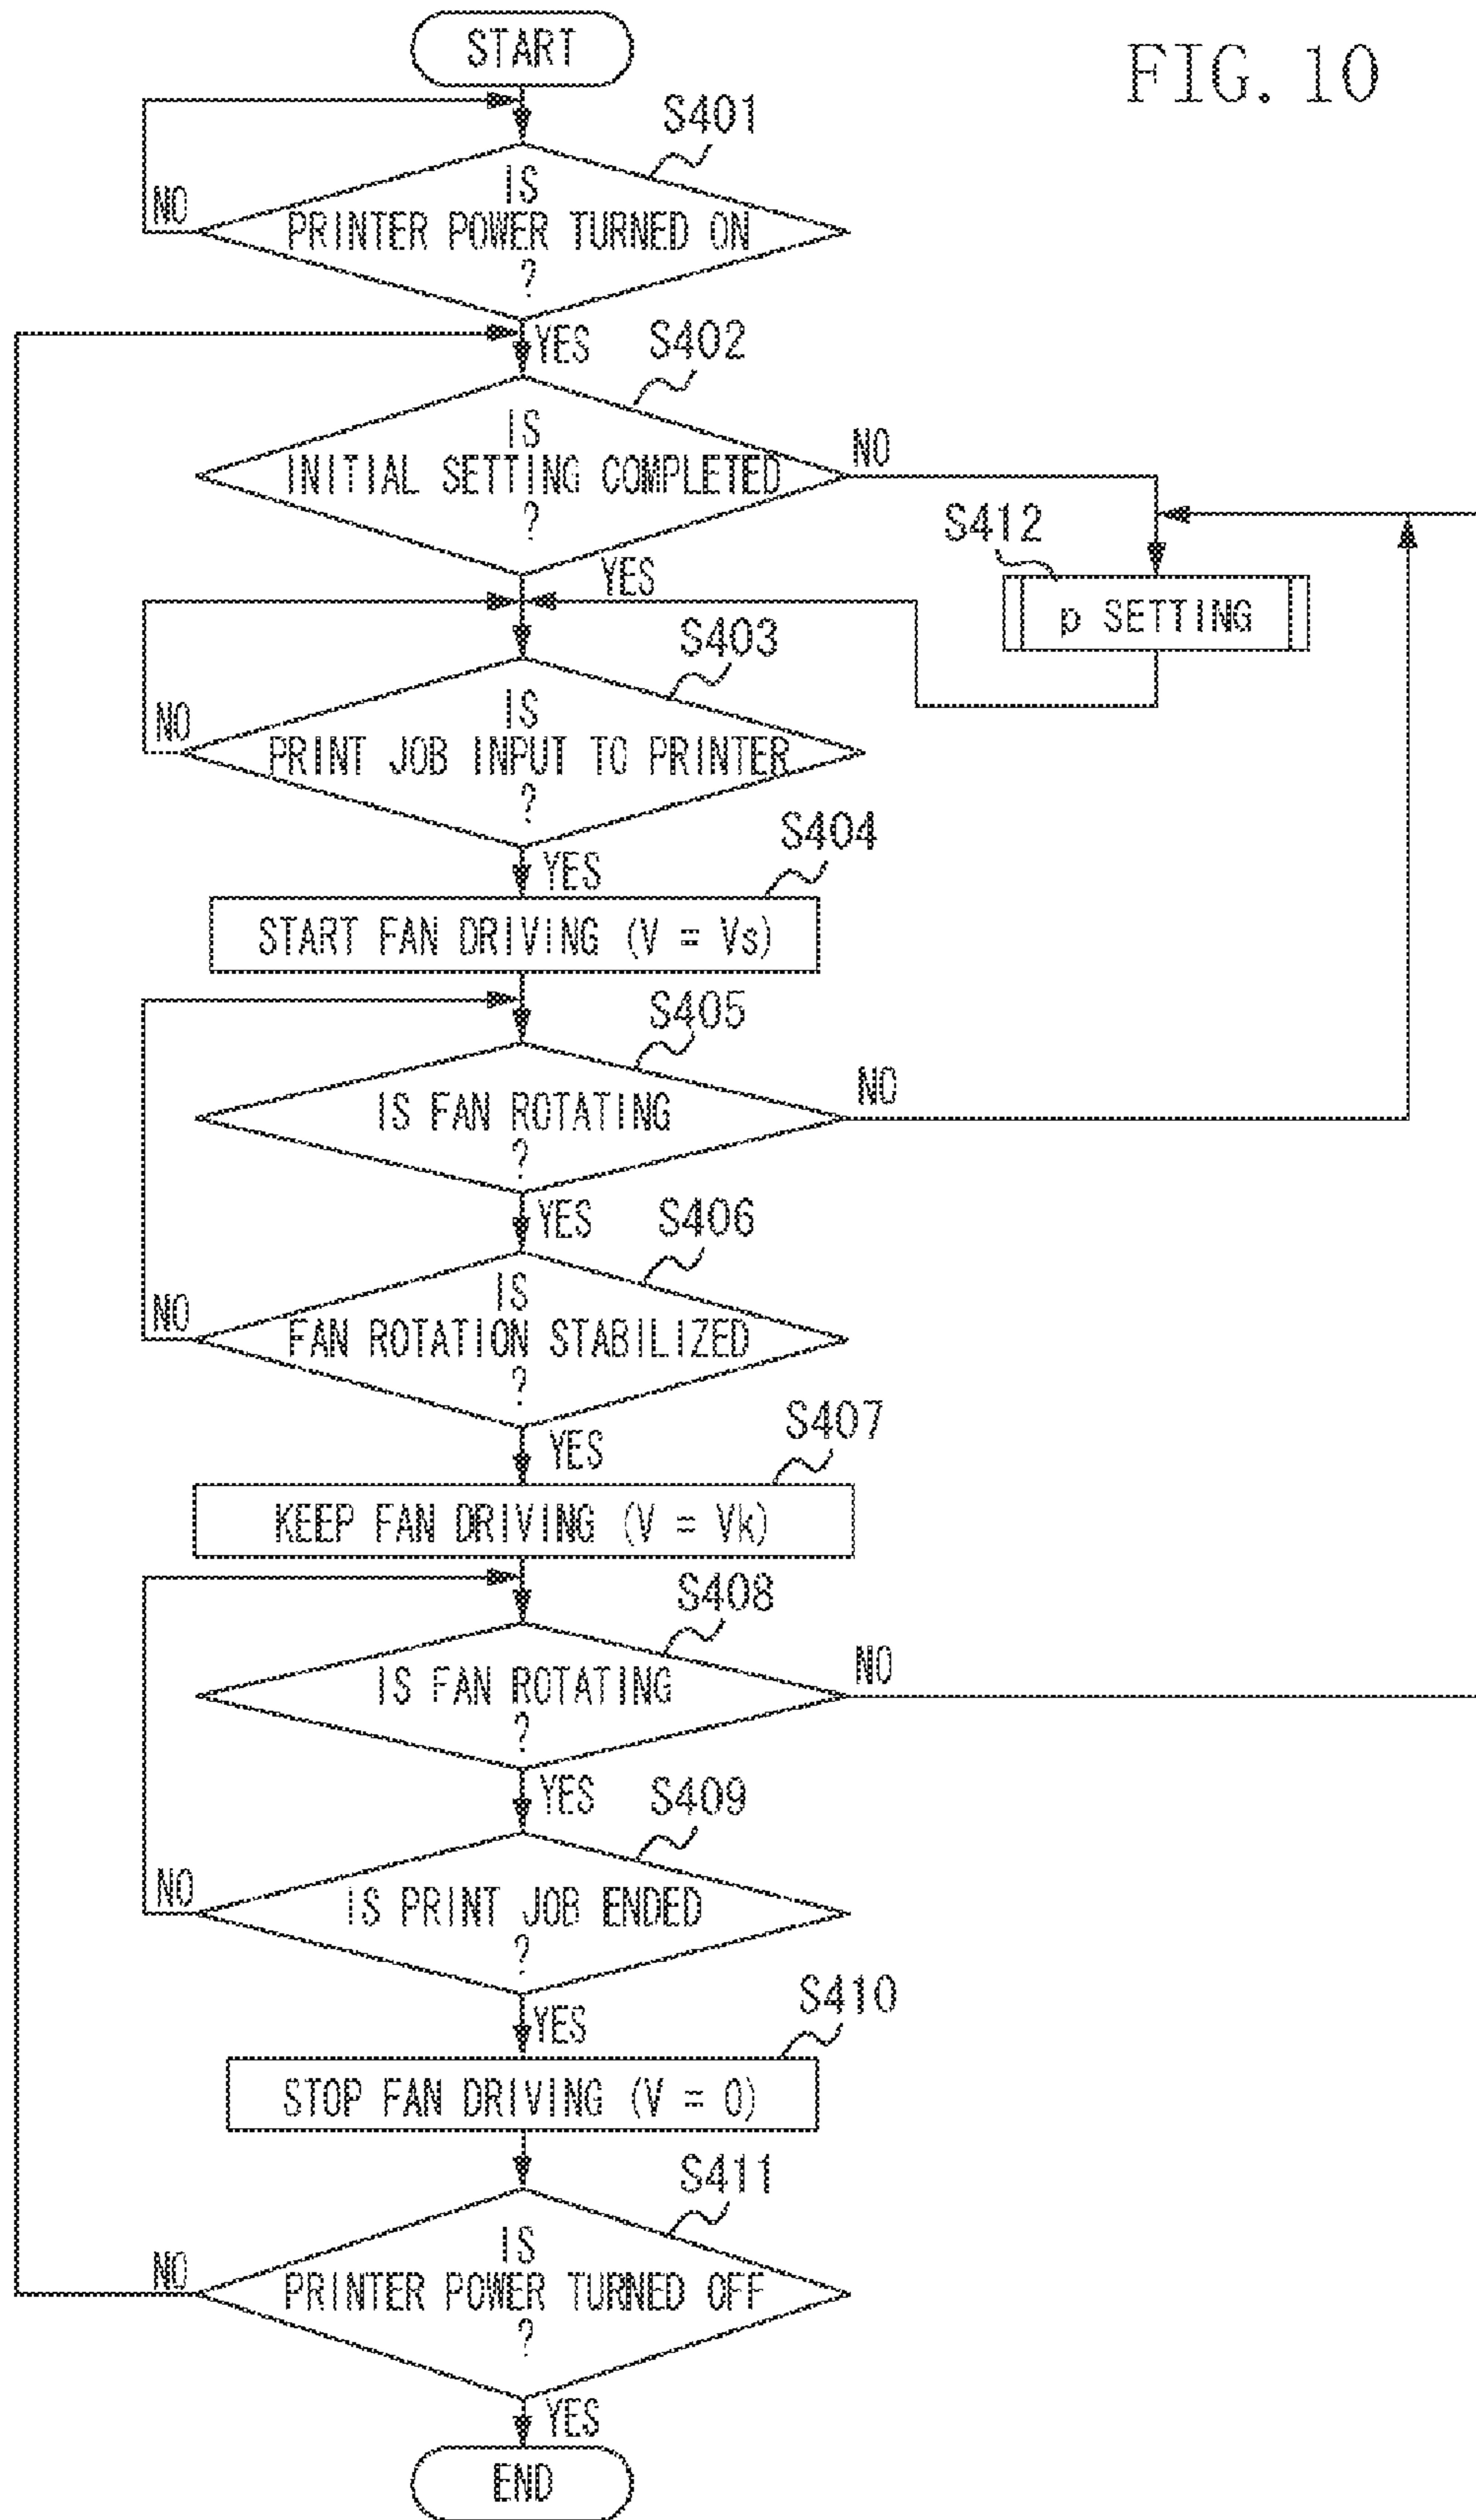 FIG. 10
START
S401
IS
PRINTER POWER TURNED ON
?
NO
YES
S402
IS
INITIAL SETTING COMPLETED
?
NO
YES
S412
p SETTING
S403
IS
PRINT JOB INPUT TO PRINTER
?
NO
YES
S404
START FAN DRIVING (V = Vs)
S405
IS FAN ROTATING
?
NO
YES
S406
IS
FAN ROTATION STABILIZED
?
NO
YES
S407
KEEP FAN DRIVING (V = Vk)
S408
IS FAN ROTATING
?
NO
YES
S409
IS PRINT JOB ENDED
?
NO
YES
S410
STOP FAN DRIVING (V = 0)
S411
IS
PRINTER POWER TURNED OFF
?
NO
YES
END